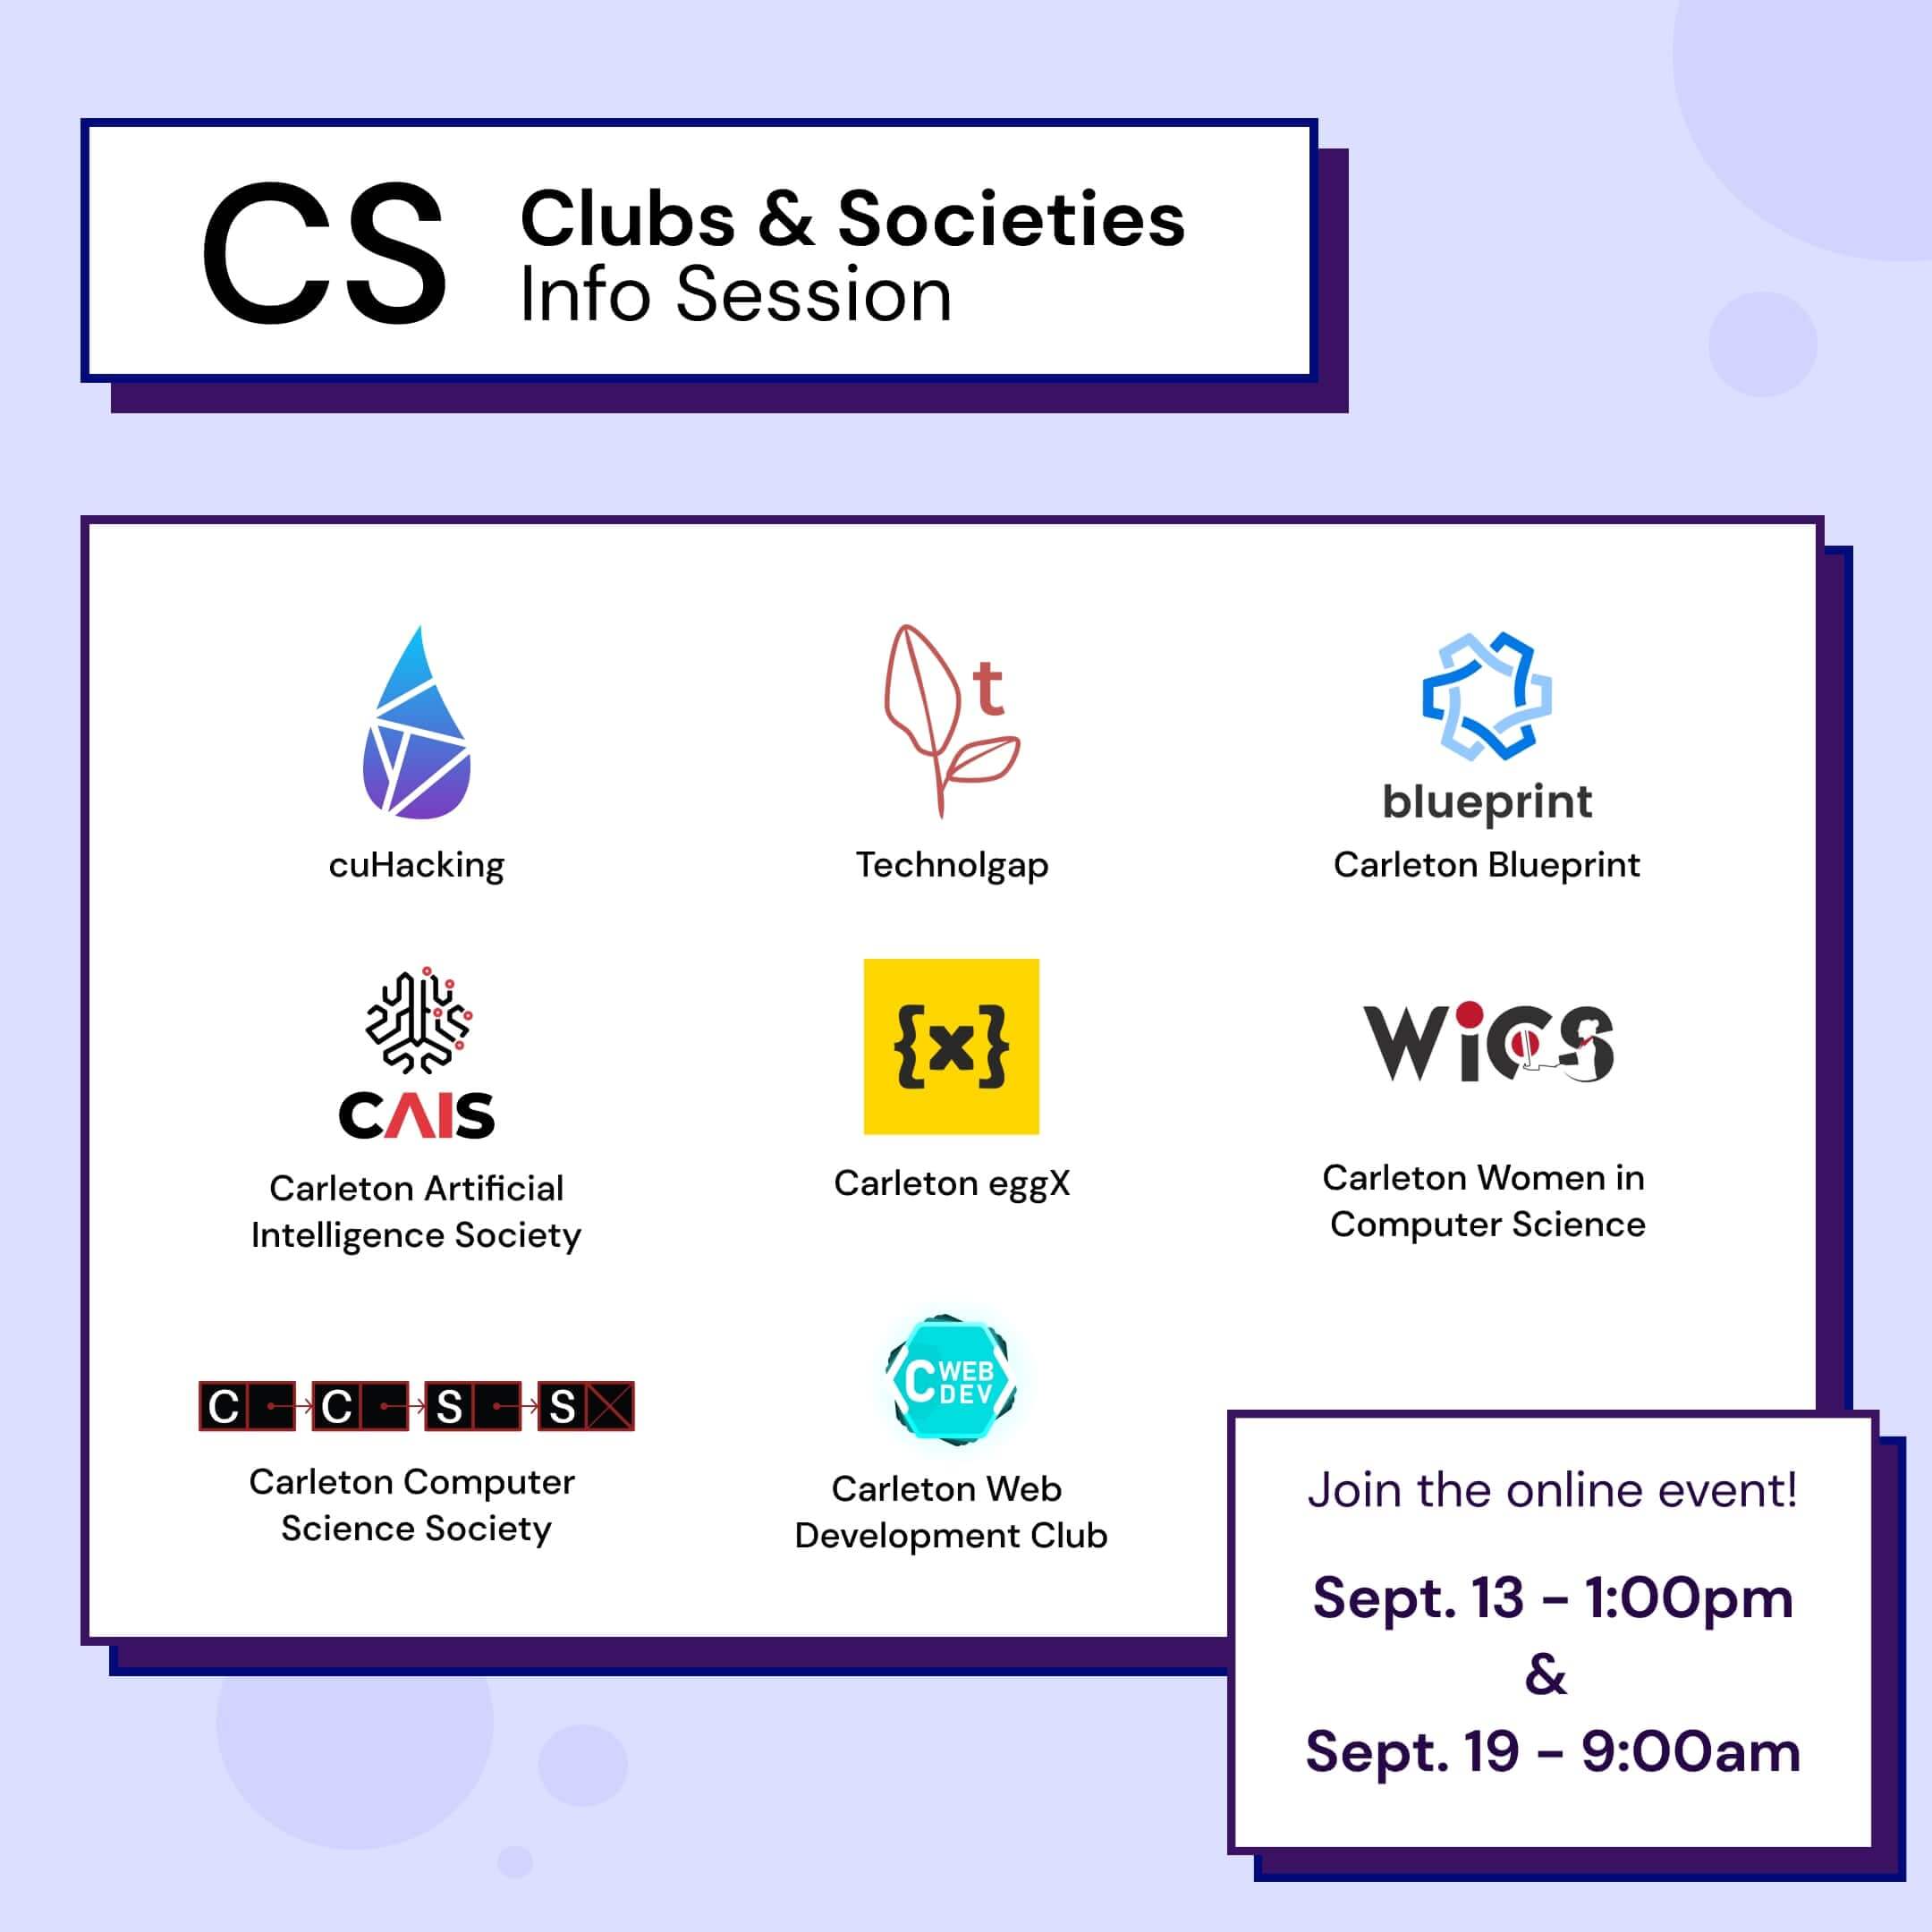 CS
Clubs & Societies
Info Session
t
blueprint
cuHacking
Technolgap
Carleton Blueprint
CAIS
{x}
WiCS
Carleton Artificial
Intelligence Society
Carleton eggX
Carleton Women in
Computer Science
C C S S
C WEB
DEV
Carleton Computer
Science Society
Carleton Web
Development Club
Join the online event!
Sept. 13 - 1:00pm
&
Sept. 19 - 9:00am